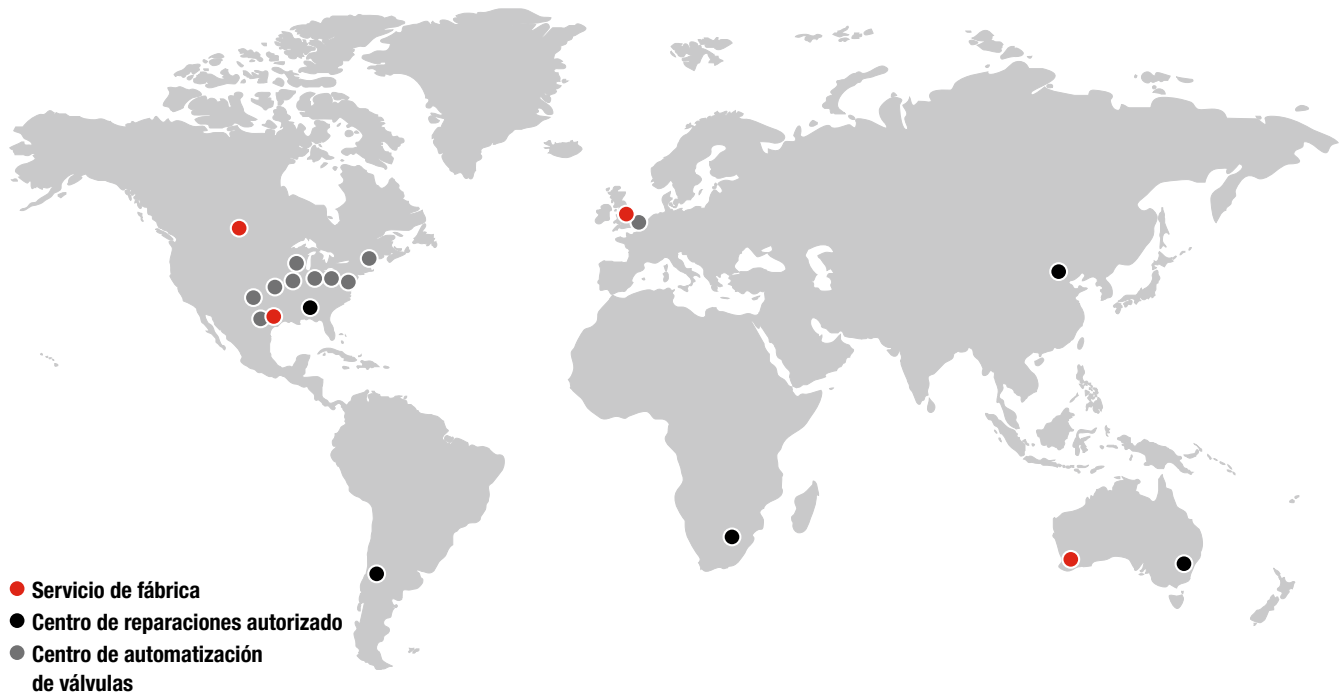 Servicio de fábrica
Centro de reparaciones autorizado
Centro de automatización
de válvulas